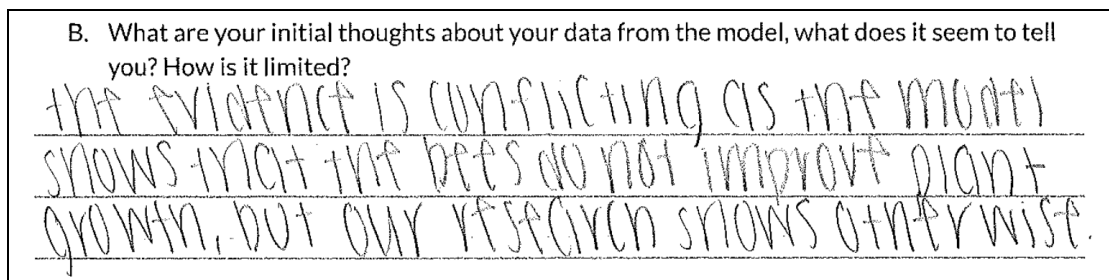 B. What are your initial thoughts about your data from the model, what does it seem to tell
you? How is it limited?
the evidence is conflicting as the model
shows that the bees do not improve plant
growth, but our research shows otherwise.